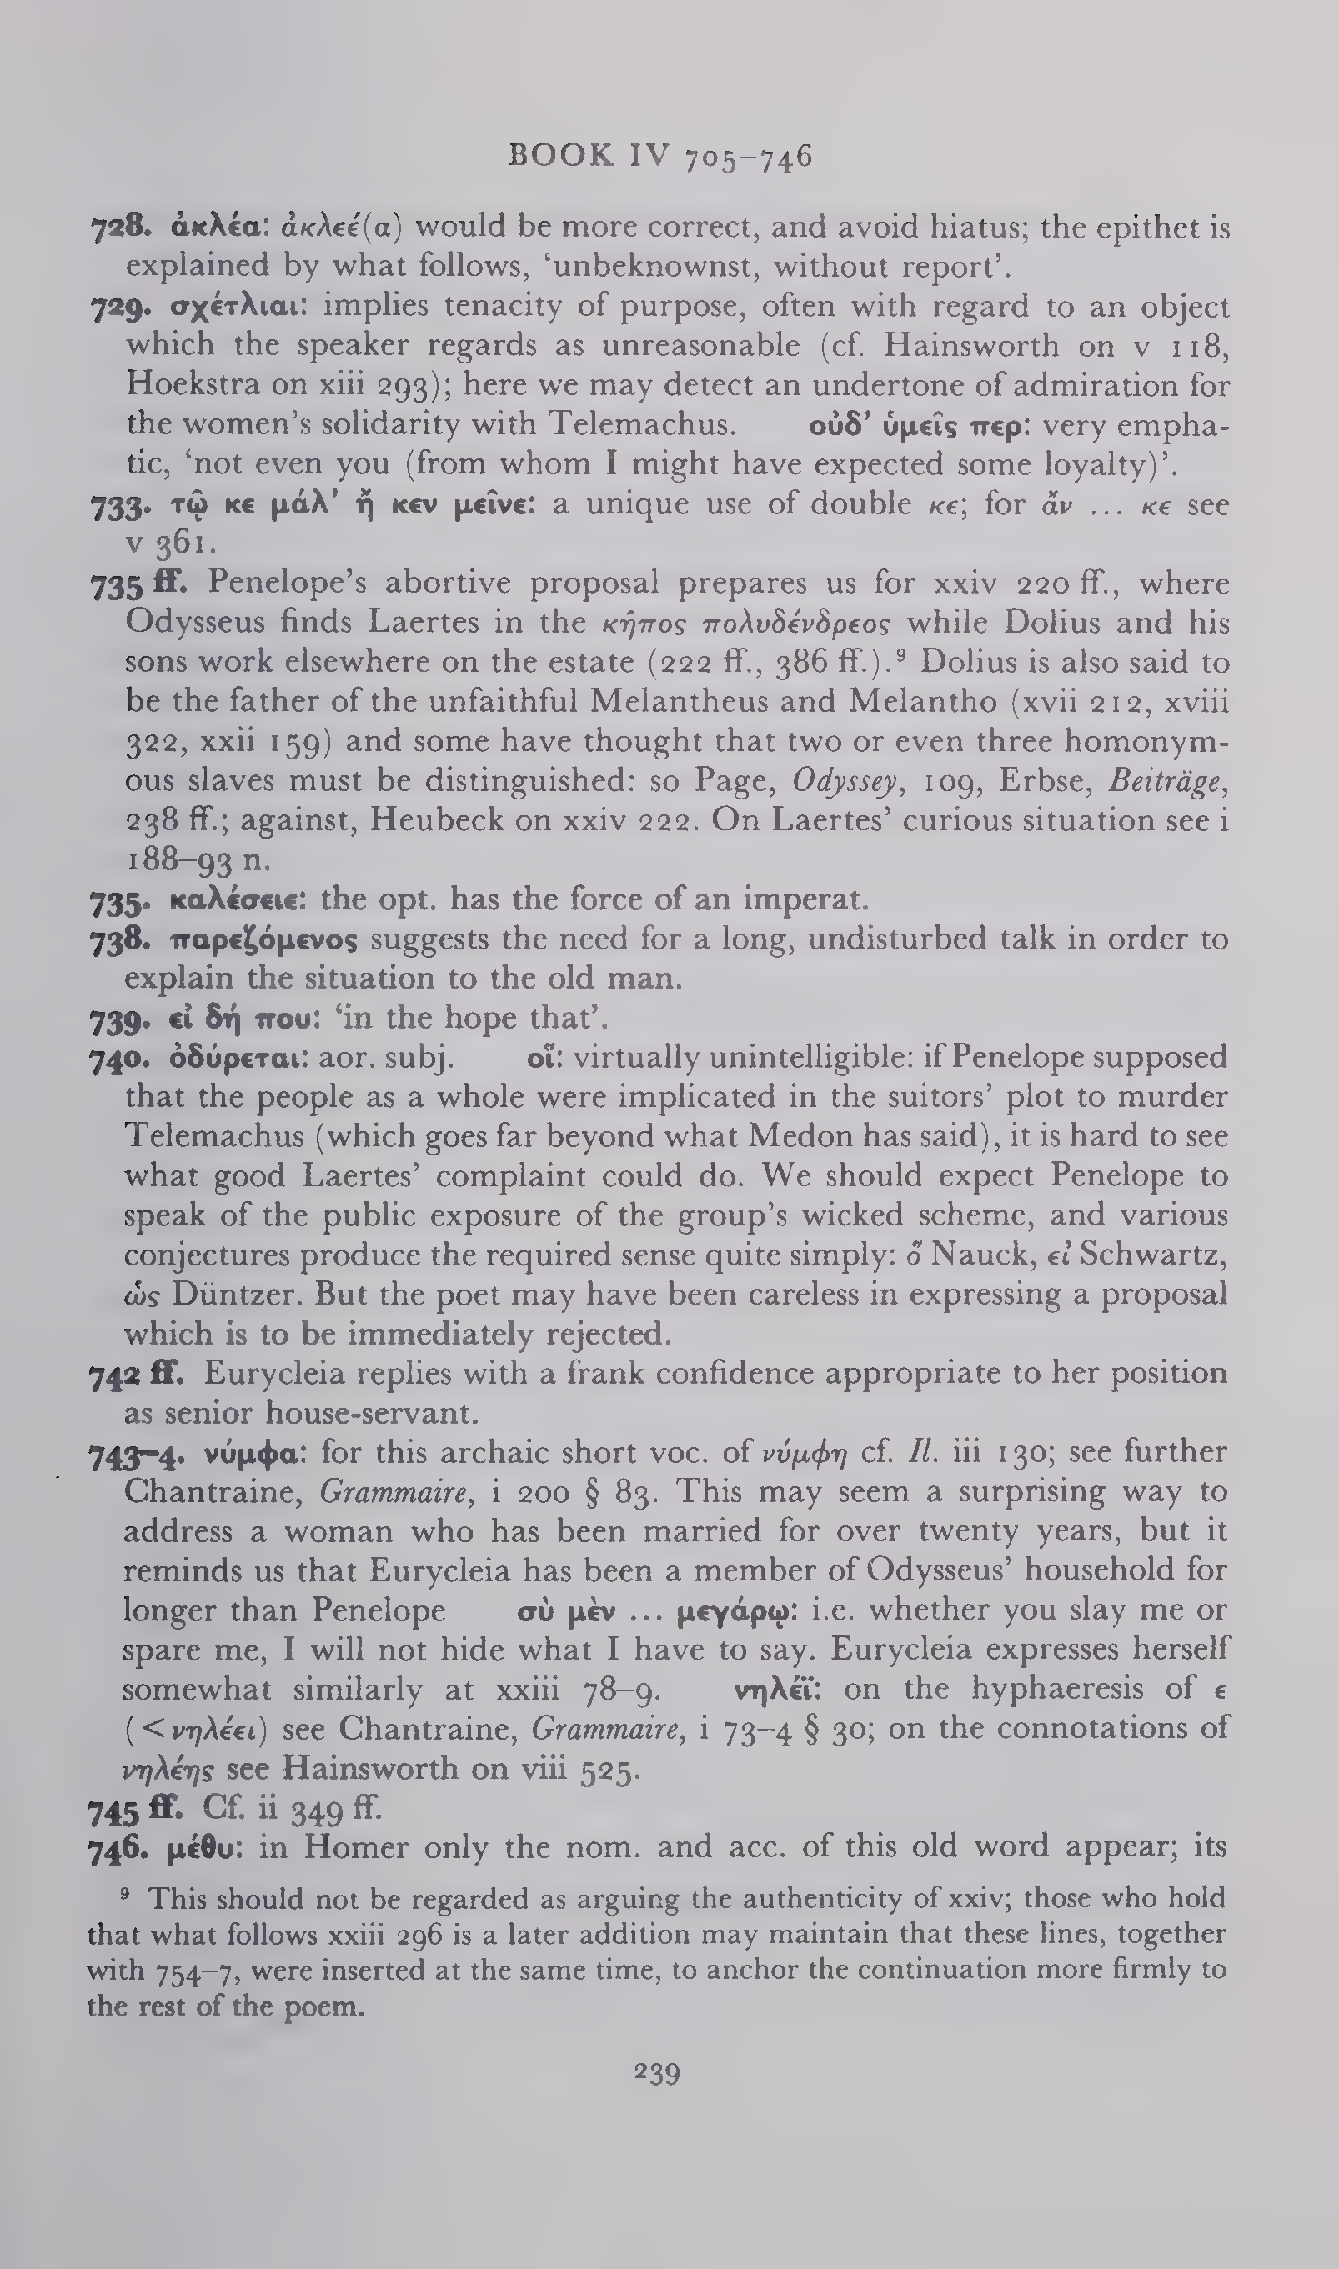 BOOK IV 705–746
728. ἀκλέα: ἀκλεέ(α) would be more correct, and avoid hiatus; the epithet is
explained by what follows, ‘unbeknownst, without report’.
729. σχέτλιαι: implies tenacity of purpose, often with regard to an object
which the speaker regards as unreasonable (cf. Hainsworth on v 118,
Hoekstra on xiii 293); here we may detect an undertone of admiration for
the women’s solidarity with Telemachus. οὐδ’ ὑμεῖς περ: very empha-
tic, ‘not even you (from whom I might have expected some loyalty)’.
733. τῷ κε μάλ’ ἤ κεν μεῖνε: a unique use of double κε; for ἄν ... κε see
v 361.
735 ff. Penelope’s abortive proposal prepares us for xxiv 220 ff., where
Odysseus finds Laertes in the κῆπος πολυδένδρεος while Dolius and his
sons work elsewhere on the estate (222 ff., 386 ff.).⁹ Dolius is also said to
be the father of the unfaithful Melantheus and Melantho (xvii 212, xviii
322, xxii 159) and some have thought that two or even three homonym-
ous slaves must be distinguished: so Page, Odyssey, 109, Erbse, Beiträge,
238 ff.; against, Heubeck on xxiv 222. On Laertes’ curious situation see i
188–93 n.
735. καλέσειε: the opt. has the force of an imperat.
738. παρεζόμενος suggests the need for a long, undisturbed talk in order to
explain the situation to the old man.
739. εἰ δή που: ‘in the hope that’.
740. ὀδύρεται: aor. subj. οἵ: virtually unintelligible: if Penelope supposed
that the people as a whole were implicated in the suitors’ plot to murder
Telemachus (which goes far beyond what Medon has said), it is hard to see
what good Laertes’ complaint could do. We should expect Penelope to
speak of the public exposure of the group’s wicked scheme, and various
conjectures produce the required sense quite simply: ὅ Nauck, εἰ Schwartz,
ὡς Düntzer. But the poet may have been careless in expressing a proposal
which is to be immediately rejected.
742 ff. Eurycleia replies with a frank confidence appropriate to her position
as senior house-servant.
743–4. νύμφα: for this archaic short voc. of νύμφη cf. Il. iii 130; see further
Chantraine, Grammaire, i 200 § 83. This may seem a surprising way to
address a woman who has been married for over twenty years, but it
reminds us that Eurycleia has been a member of Odysseus’ household for
longer than Penelope σὺ μὲν ... μεγάρῳ: i.e. whether you slay me or
spare me, I will not hide what I have to say. Eurycleia expresses herself
somewhat similarly at xxiii 78–9. νηλέϊ: on the hyphaeresis of ε
(<νηλέει) see Chantraine, Grammaire, i 73–4 § 30; on the connotations of
νηλέης see Hainsworth on viii 525.
745 ff. Cf. ii 349 ff.
746. μέθυ: in Homer only the nom. and acc. of this old word appear; its
⁹ This should not be regarded as arguing the authenticity of xxiv; those who hold
that what follows xxiii 296 is a later addition may maintain that these lines, together
with 754–7, were inserted at the same time, to anchor the continuation more firmly to
the rest of the poem.
239